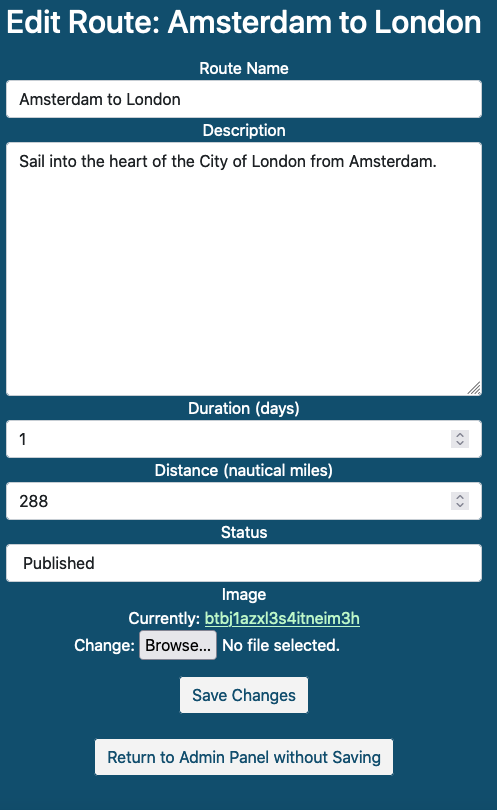 Edit Route: Amsterdam to London
Route Name
Amsterdam to London
Description
Sail into the heart of the City of London from Amsterdam.
Duration (days)
1
Distance (nautical miles)
288
Status
Published
Image
Currently: btbj1azxl3s4itneim3h
Change: Browse... No file selected.
Save Changes
Return to Admin Panel without Saving